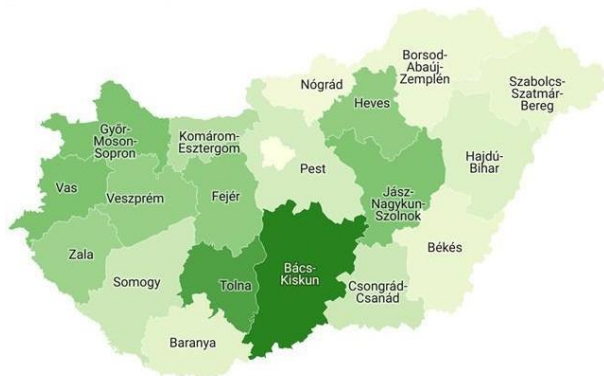 Borsod-
Abaúj-
Zemplén
Szabolcs-
Szatmár-
Bereg
Nógrád
Heves
Győr-
Moson-
Sopron
Komárom-
Esztergom
Hajdú-
Bihar
Pest
Vas
Veszprém
Fejér
Jász-
Nagykun-
Szolnok
Zala
Békés
Somogy
Tolna
Bács-
Kiskun
Csongrád-
Csanád
Baranya